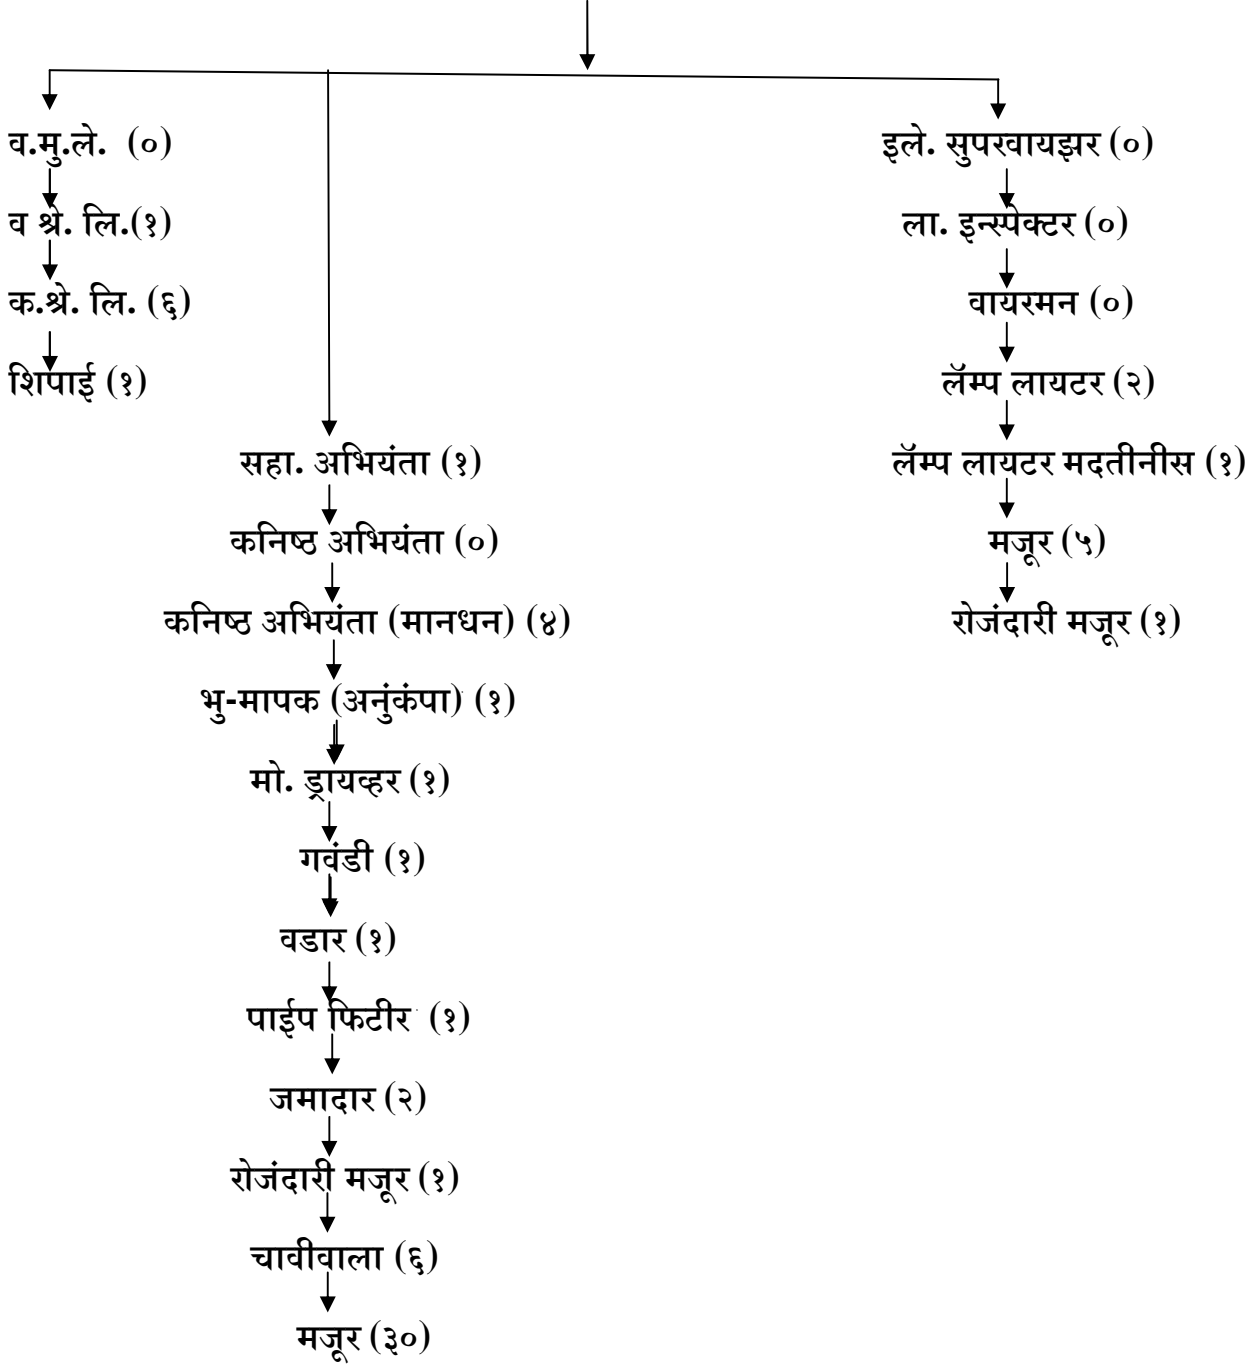 व.मु.ले. (०)
व श्रे. लि.(१)
क.श्रे. लि. (६)
शिपाई (१)
सहा. अभियंता (१)
कनिष्ठ अभियंता (०)
कनिष्ठ अभियंता (मानधन) (४)
भु-मापक (अनुंकंपा) (१)
मो. ड्रायव्हर (१)
गवंडी (१)
वडार (१)
पाईप फिटीर (१)
जमादार (२)
रोजंदारी मजूर (१)
चावीवाला (६)
मजूर (३०)
इले. सुपरवायझर (०)
ला. इन्स्पेक्टर (०)
वायरमन (०)
लॅम्प लायटर (२)
लॅम्प लायटर मदतीनीस (१)
मजूर (५)
रोजंदारी मजूर (१)